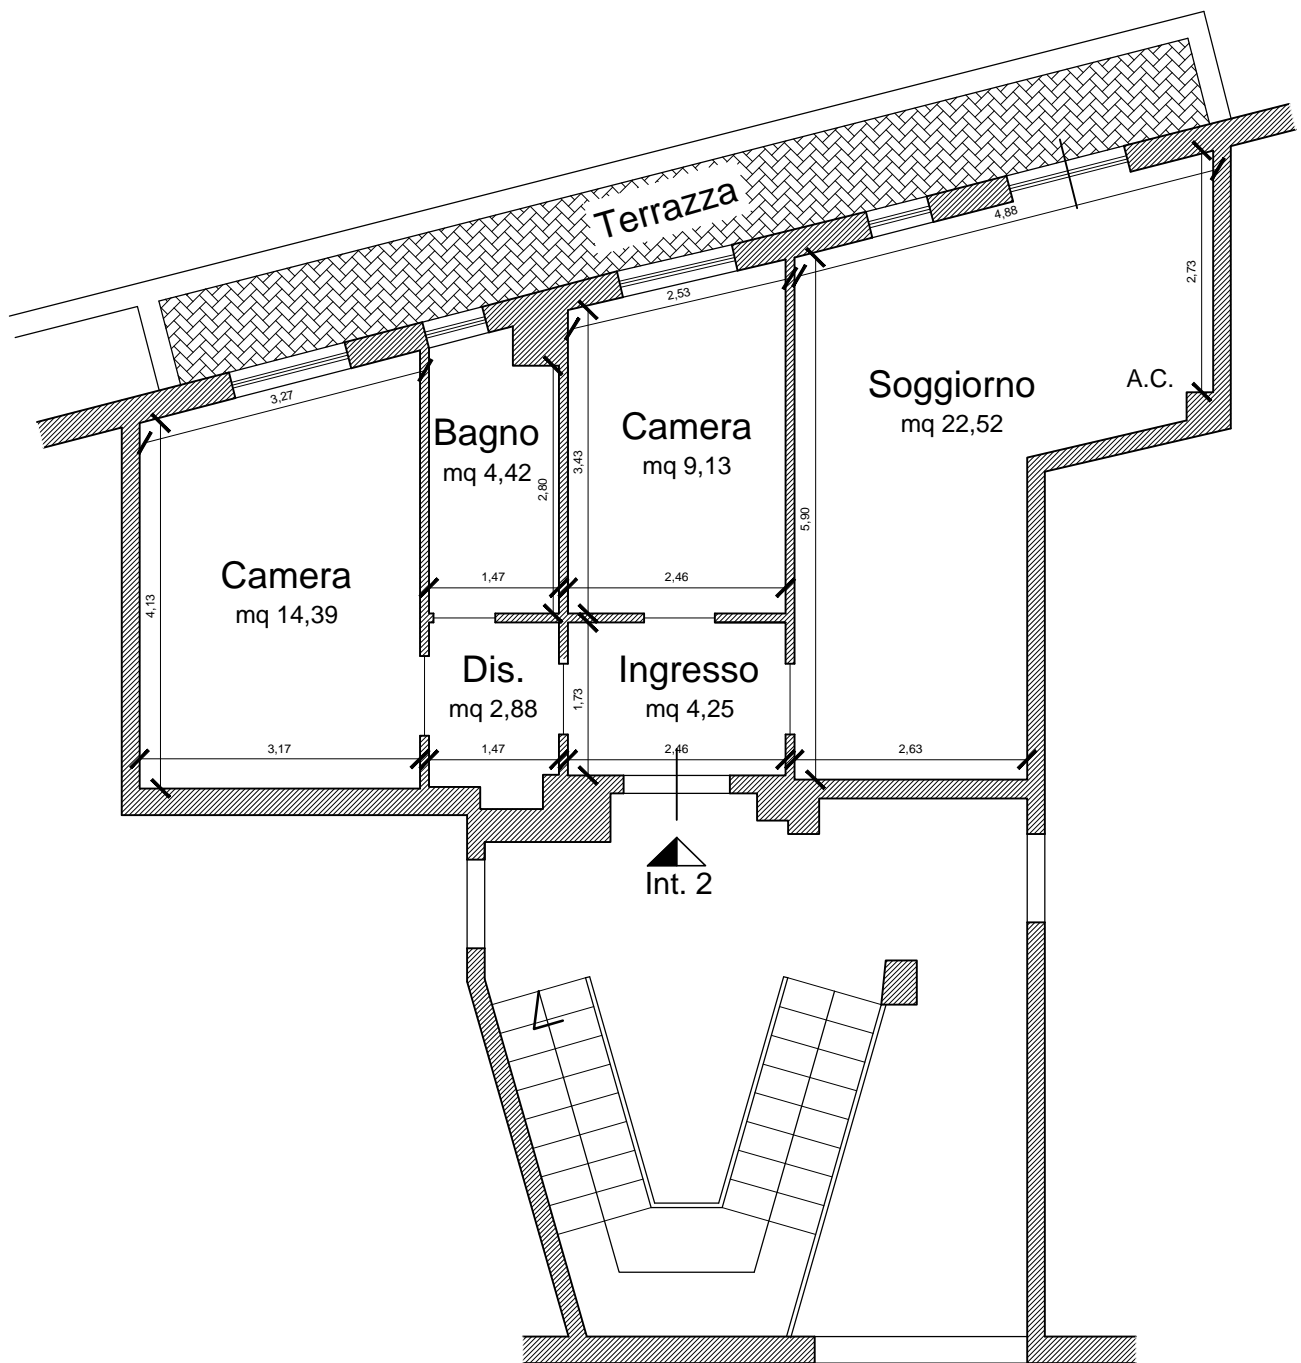 Terrazza
4,88
2,53
2,73
3,27
A.C.
Soggiorno
mq 22,52
Camera
mq 9,13
Bagno
mq 4,42
3,43
2,80
5,90
Camera
mq 14,39
4,13
1,47
2,46
Dis.
mq 2,88
Ingresso
mq 4,25
1,73
3,17
1,47
2,46
2,63
Int. 2